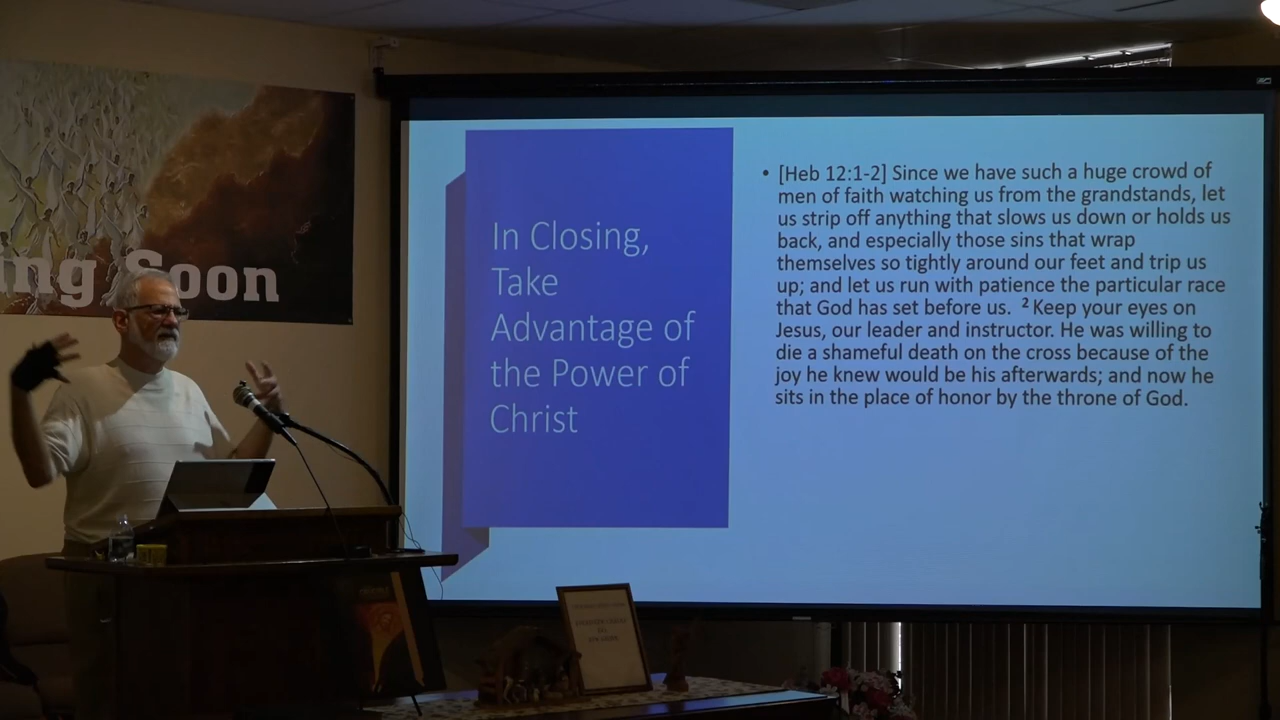 ing Soon
In Closing,
Take
Advantage of
the Power of
Christ
• [Heb 12:1-2] Since we have such a huge crowd of
men of faith watching us from the grandstands, let
us strip off anything that slows us down or holds us
back, and especially those sins that wrap
themselves so tightly around our feet and trip us
up; and let us run with patience the particular race
that God has set before us. ² Keep your eyes on
Jesus, our leader and instructor. He was willing to
die a shameful death on the cross because of the
joy he knew would be his afterwards; and now he
sits in the place of honor by the throne of God.